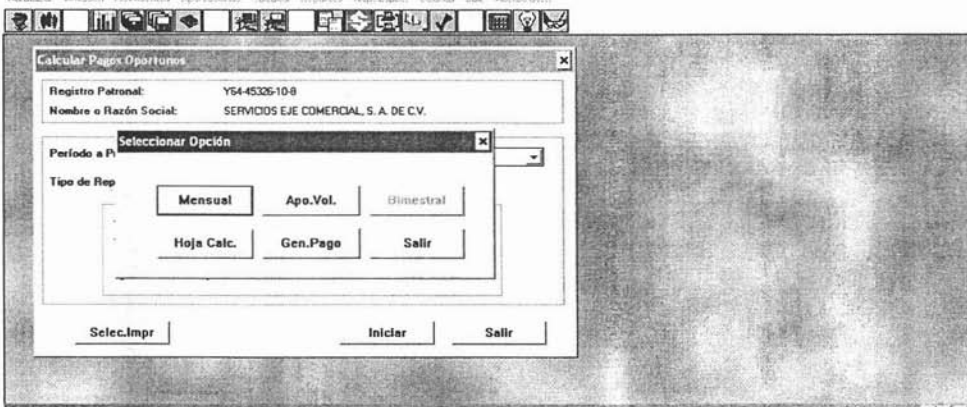 Calcular Pagos Oportunos
Registro Patronal: Y64-45326-10-8
Nombre o Razón Social: SERVICIOS EJE COMERCIAL, S. A. DE C.V.
Seleccionar Opción
Período a P
Tipo de Rep
Mensual Apo.Vol. Bimestral
Hoja Calc. Gen.Pago Salir
Selec.Impr Iniciar Salir